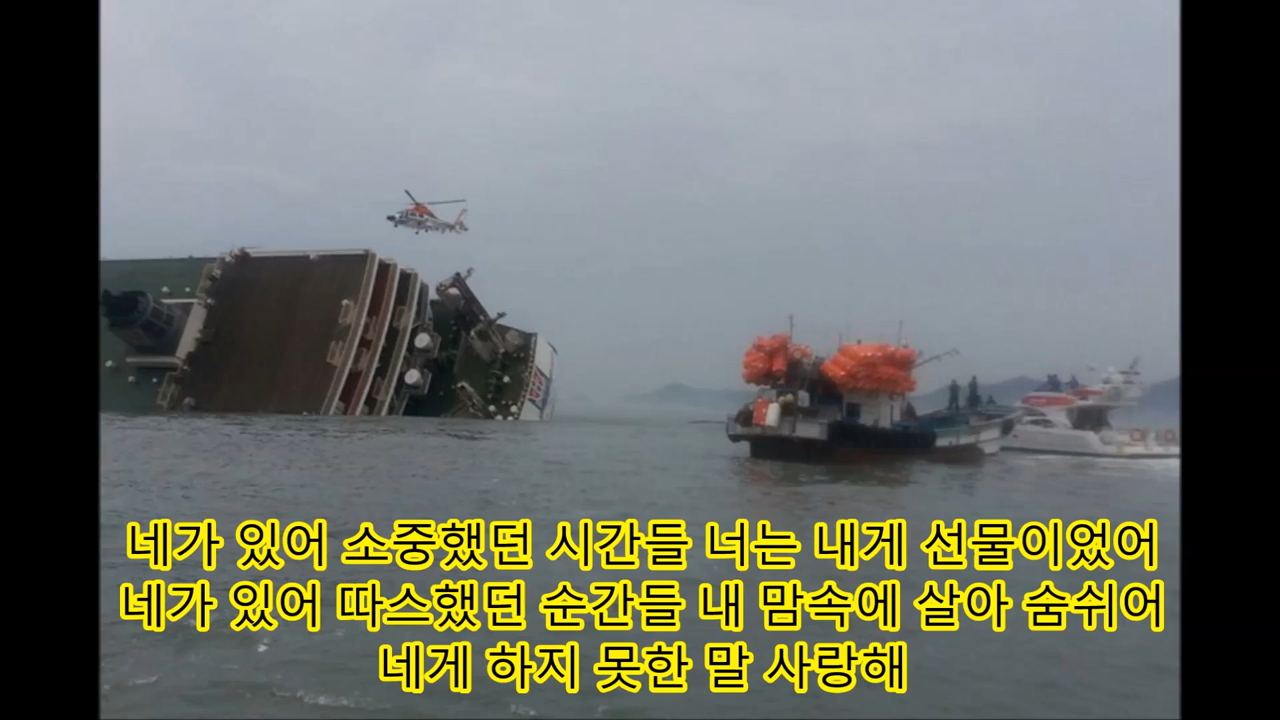 네가 있어 소중했던 시간들 너는 내게 선물이었어
네가 있어 따스했던 순간들 내 맘속에 살아 숨쉬어
네게 하지 못한 말 사랑해